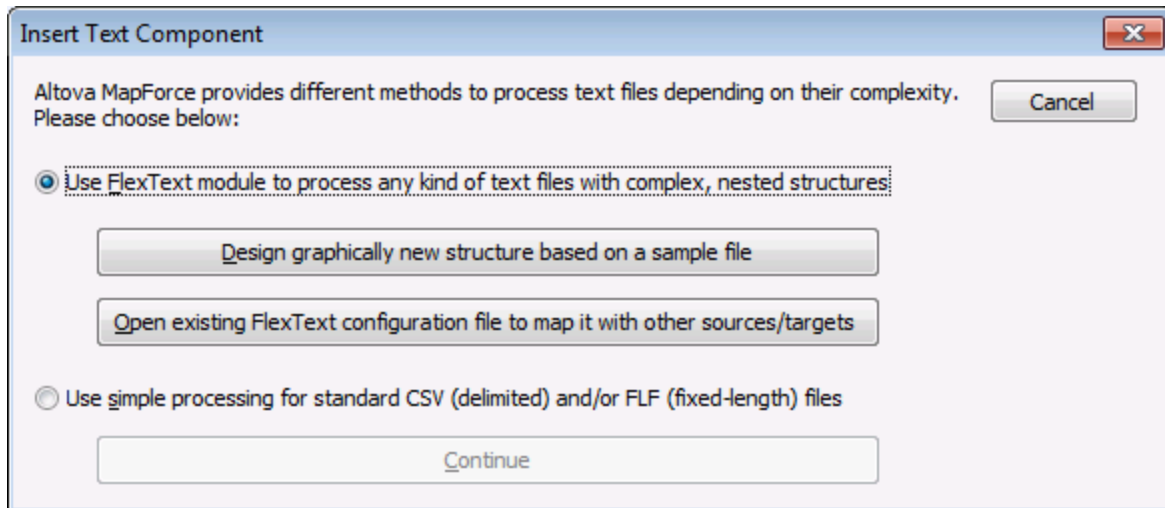 Insert Text Component
Altova MapForce provides different methods to process text files depending on their complexity.
Please choose below:
Cancel
Use FlexText module to process any kind of text files with complex, nested structures
Design graphically new structure based on a sample file
Open existing FlexText configuration file to map it with other sources/targets
Use simple processing for standard CSV (delimited) and/or FLF (fixed-length) files
Continue